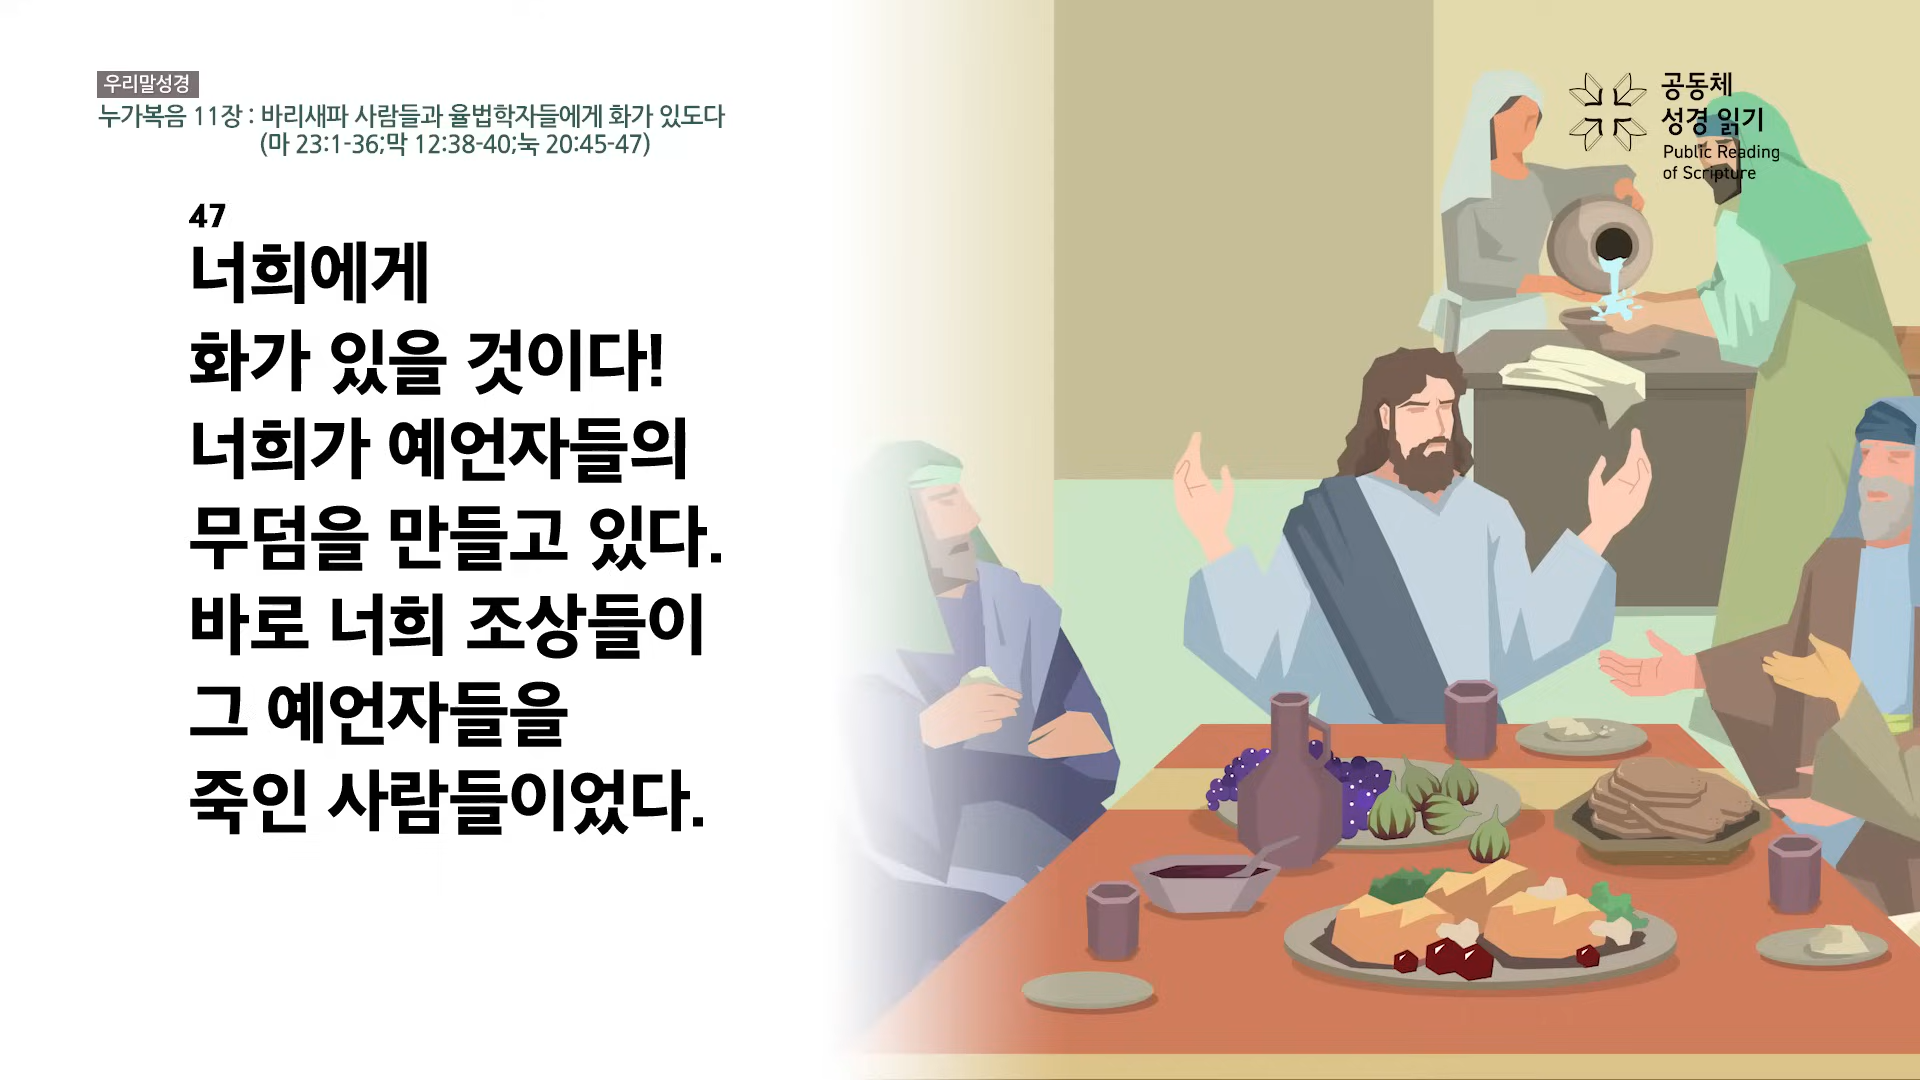 우리말성경
누가복음 11장 : 바리새파 사람들과 율법학자들에게 화가 있도다
(마 23:1-36;막 12:38-40;눅 20:45-47)
47
너희에게
화가 있을 것이다!
너희가 예언자들의
무덤을 만들고 있다.
바로 너희 조상들이
그 예언자들을
죽인 사람들이었다.
공동체
성경 읽기
Public Reading
of Scripture